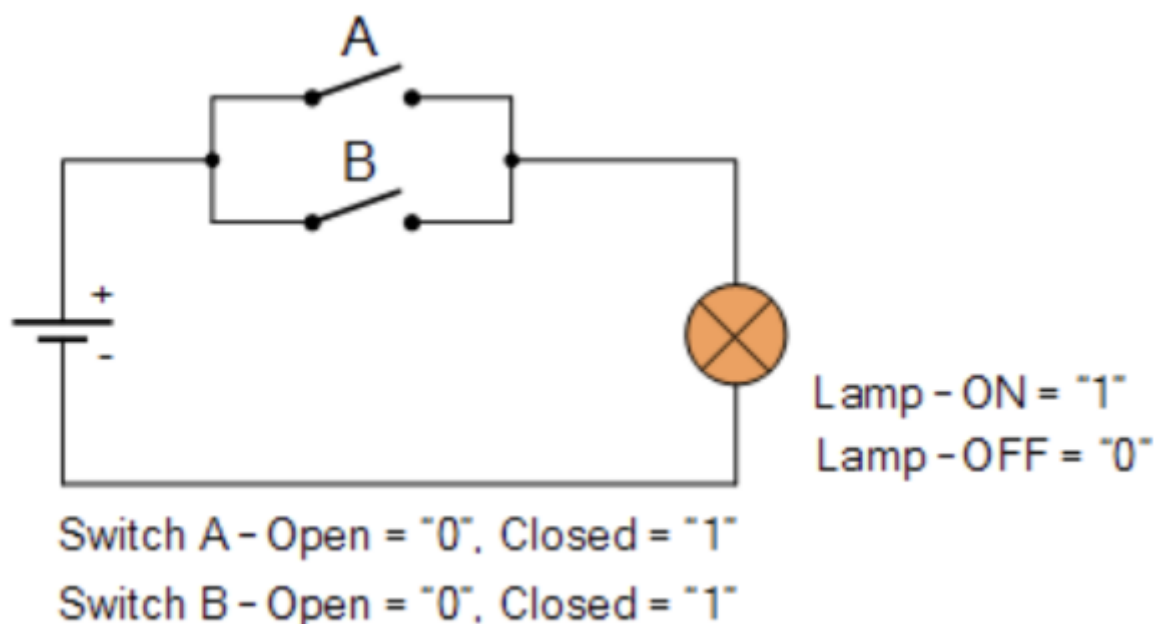 A
B
+
-
Lamp - ON = "1"
Lamp - OFF = "0"
Switch A - Open = "0", Closed = "1"
Switch B - Open = "0", Closed = "1"